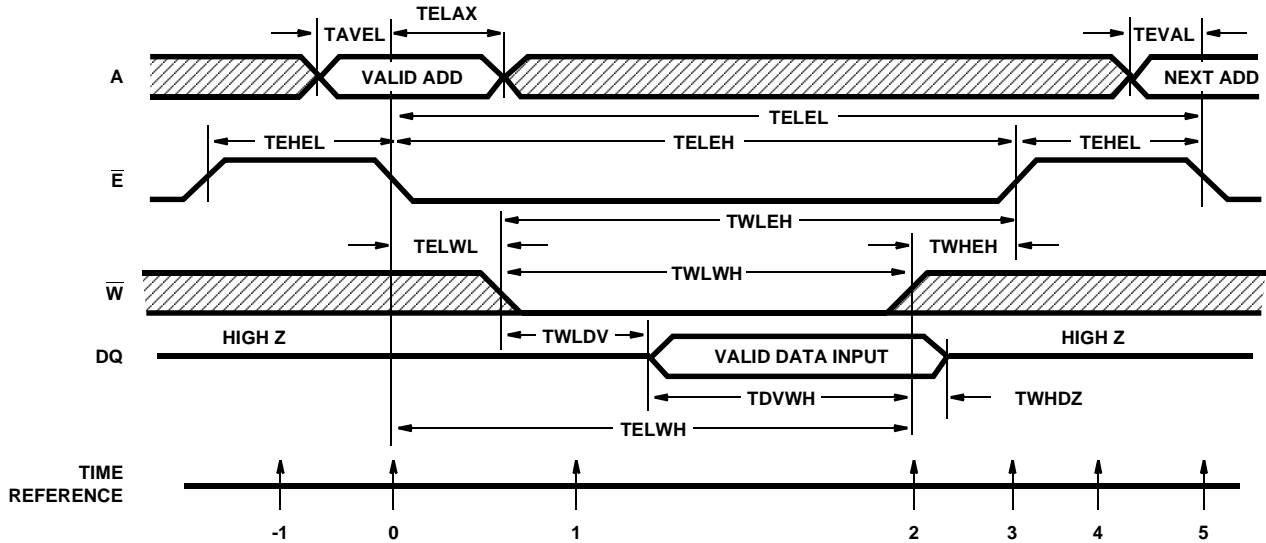 TELAX
TAVEL
TEVAL
A
VALID ADD
NEXT ADD
TELEL
TEHEL
TELEH
TEHEL
E
TWLEH
TELWL
TWHEH
TWLWH
W
HIGH Z
TWLDV
HIGH Z
DQ
VALID DATA INPUT
TDVWH
TWHDZ
TELWH
TIME
REFERENCE
-1 0 1 2 3 4 5